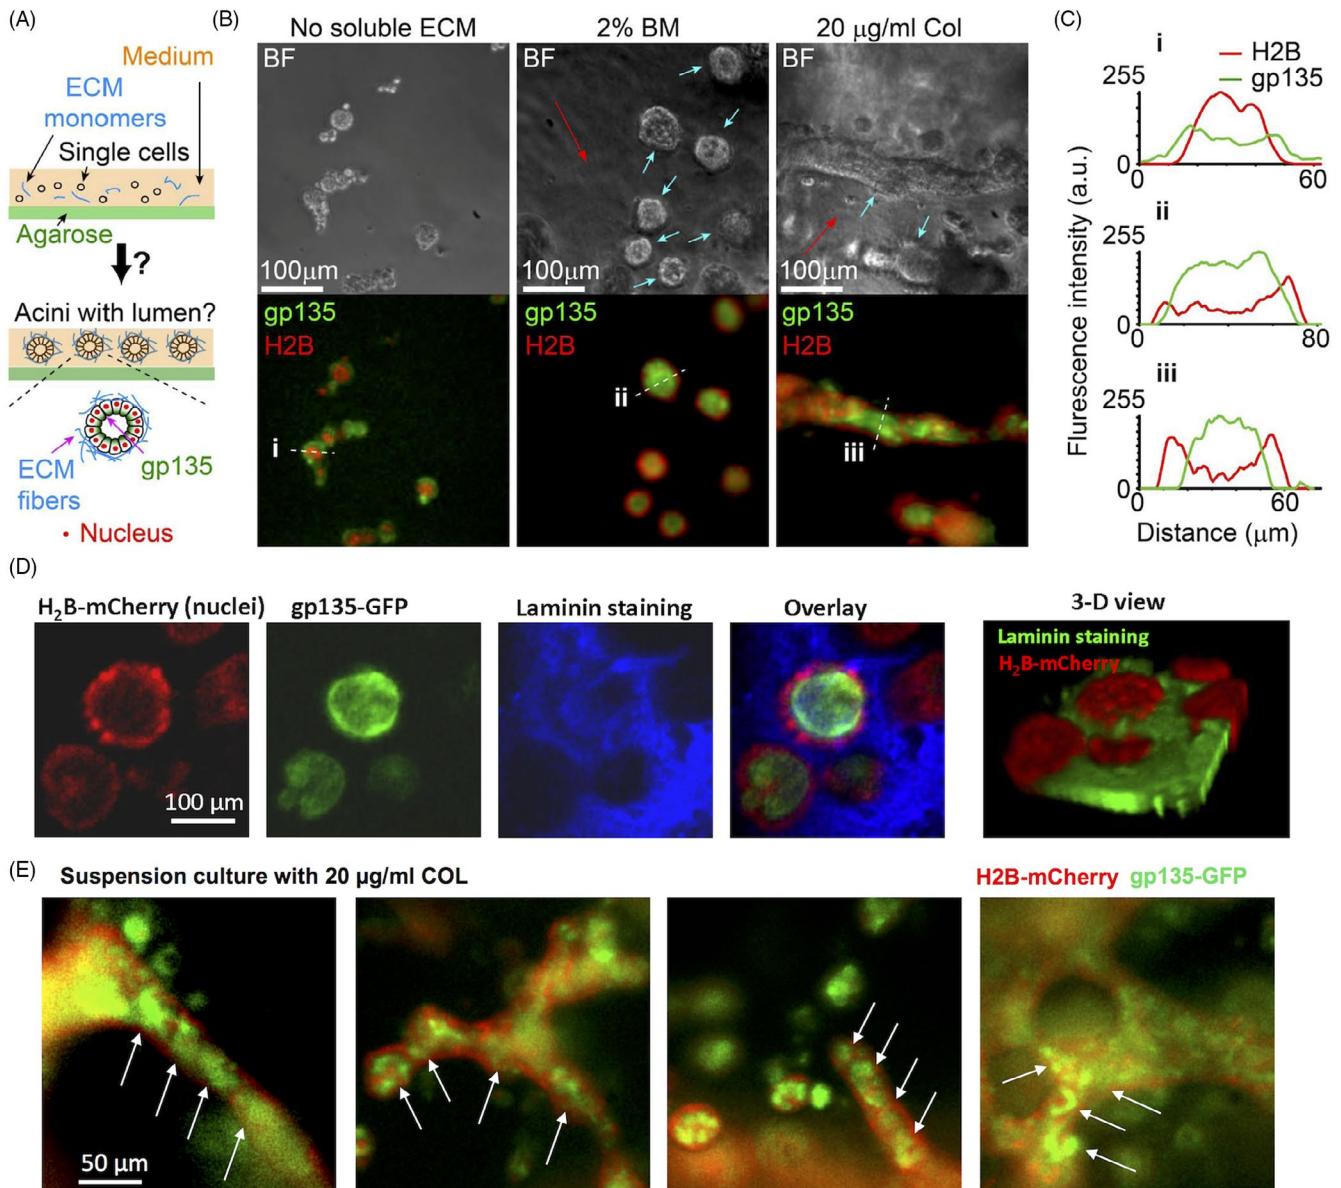 (A)
Medium
ECM
monomers
Single cells
Agarose
?
Acini with lumen?
ECM
fibers
gp135
• Nucleus
(B)
No soluble ECM
2% BM
20 µg/ml Col
BF
BF
BF
100µm
100µm
100µm
gp135
H2B
gp135
H2B
gp135
H2B
i
ii
iii
(C)
i
H2B
gp135
255
0
0
60
ii
255
0
0
80
iii
255
0
0
60
Flurescence intensity (a.u.)
Distance (µm)
(D)
H2B-mCherry (nuclei)
gp135-GFP
Laminin staining
Overlay
3-D view
100 µm
Laminin staining
H2B-mCherry
(E)
Suspension culture with 20 µg/ml COL
H2B-mCherry gp135-GFP
50 µm